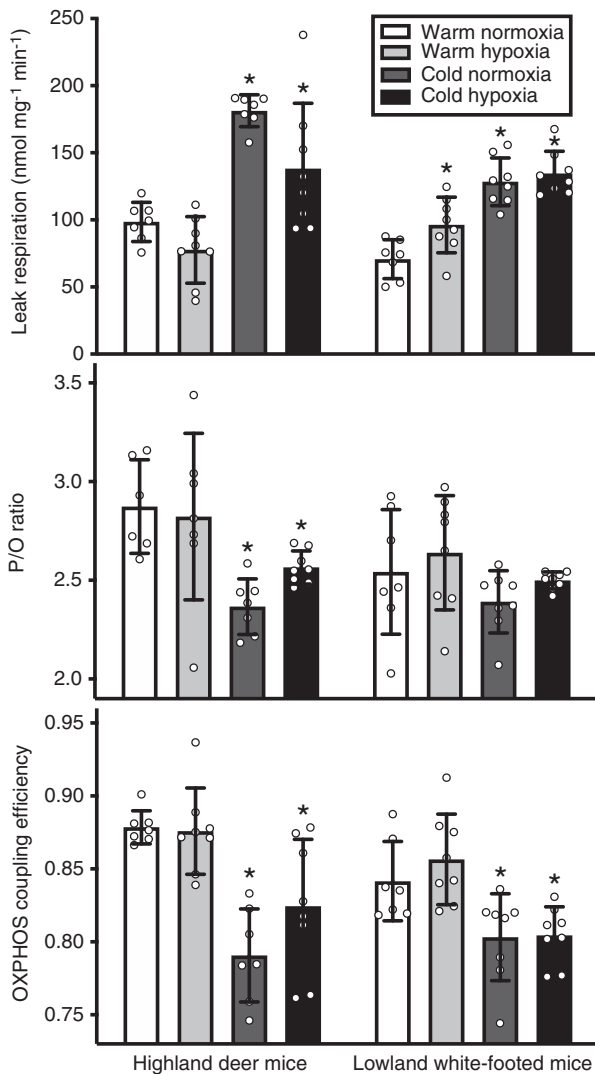 Leak respiration (nmol mg⁻¹ min⁻¹)
250
200
150
100
50
0
Warm normoxia
Warm hypoxia
Cold normoxia
Cold hypoxia
*
*
*
*
*
P/O ratio
3.5
3.0
2.5
2.0
*
*
OXPHOS coupling efficiency
0.95
0.90
0.85
0.80
0.75
*
*
*
*
Highland deer mice
Lowland white-footed mice